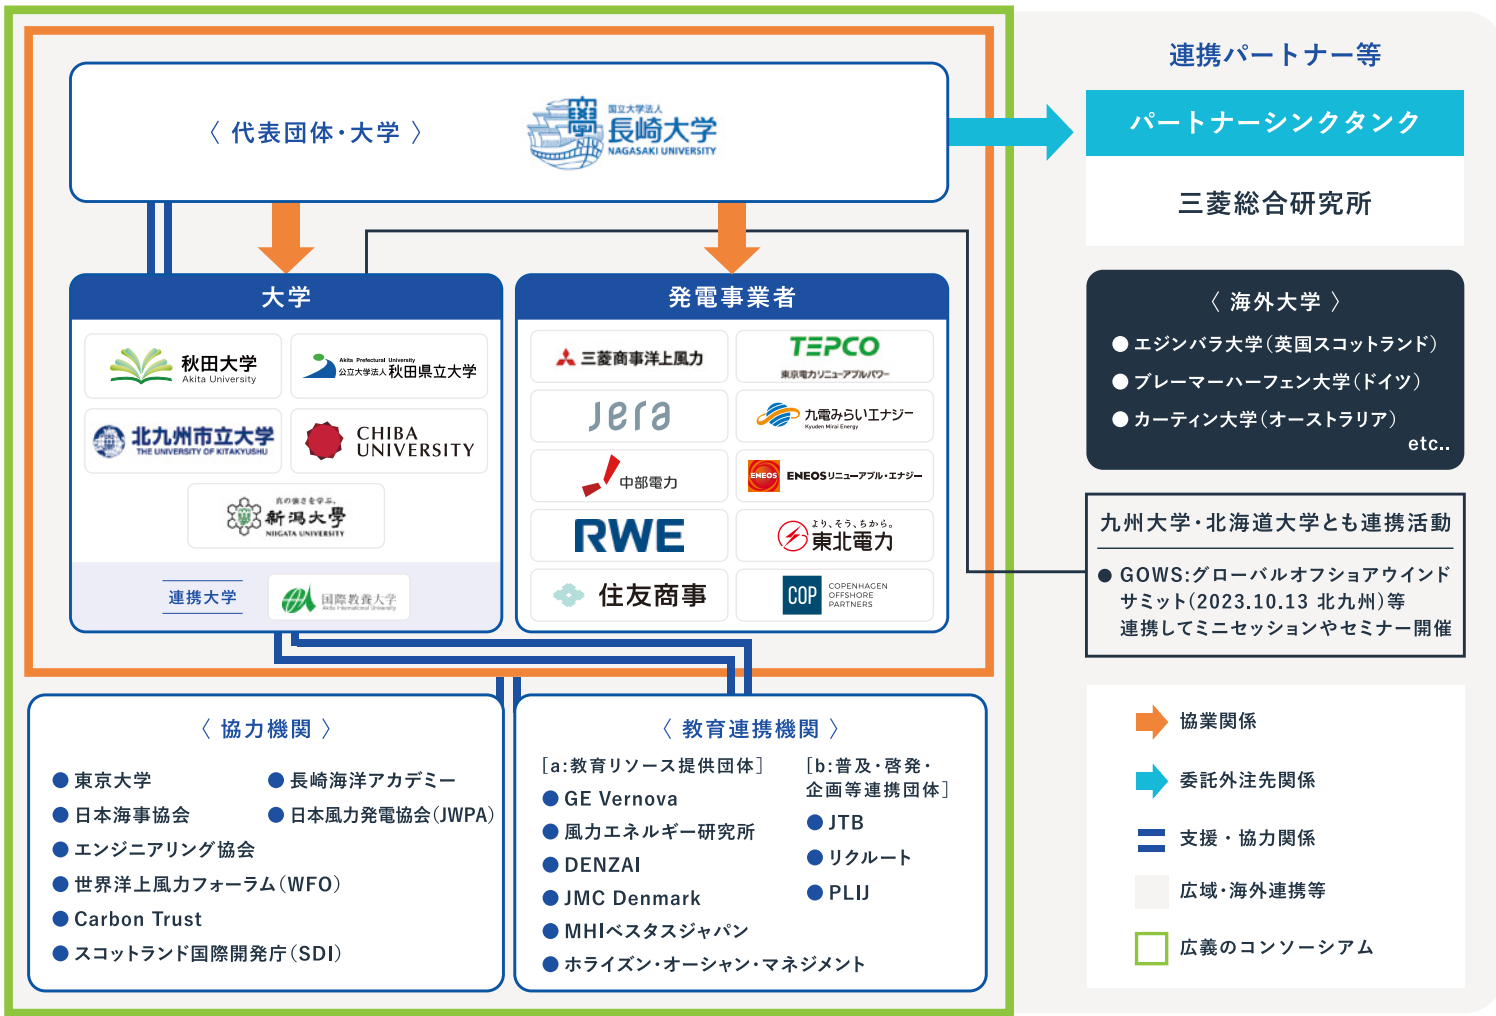 〈 代表団体・大学 〉
国立大学法人
長崎大学
NAGASAKI UNIVERSITY
大学
秋田大学
Akita University
Akita Prefectural University
公立大学法人 秋田県立大学
北九州市立大学
THE UNIVERSITY OF KITAKYUSHU
CHIBA
UNIVERSITY
真の強さを学ぶ。
新潟大學
NIIGATA UNIVERSITY
連携大学
国際教養大学
Akita International University
発電事業者
三菱商事洋上風力
TEPCO
東京電力リニューアブルパワー
Jera
九電みらいエナジー
Kyuden Mirai Energy
中部電力
ENEOS
ENEOSリニューアブル・エナジー
RWE
より、そう、ちから。
東北電力
住友商事
COP
COPENHAGEN
OFFSHORE
PARTNERS
〈 協力機関 〉
● 東京大学
● 日本海事協会
● エンジニアリング協会
● 世界洋上風力フォーラム(WFO)
● Carbon Trust
● スコットランド国際開発庁(SDI)
● 長崎海洋アカデミー
● 日本風力発電協会(JWPA)
〈 教育連携機関 〉
[a:教育リソース提供団体]
● GE Vernova
● 風力エネルギー研究所
● DENZAI
● JMC Denmark
● MHIベスタスジャパン
● ホライズン・オーシャン・マネジメント
[b:普及・啓発・
企画等連携団体]
● JTB
● リクルート
● PLIJ
連携パートナー等
パートナーシンクタンク
三菱総合研究所
〈 海外大学 〉
● エジンバラ大学(英国スコットランド)
● ブレーマーハーフェン大学(ドイツ)
● カーティン大学(オーストラリア)
etc..
九州大学・北海道大学とも連携活動
● GOWS:グローバルオフショアウインド
サミット(2023.10.13 北九州)等
連携してミニセッションやセミナー開催
協業関係
委託外注先関係
支援・協力関係
広域・海外連携等
広義のコンソーシアム